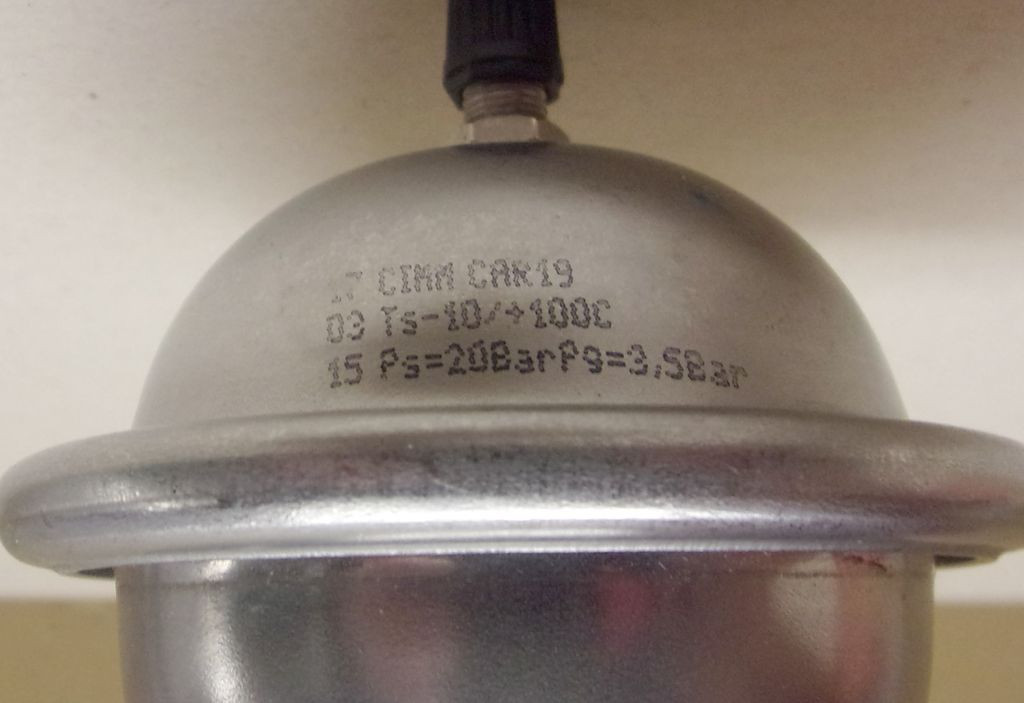 CIMM CAR19
03 Ts-10/+100C
15 Ps=20BarPg=3,5Bar